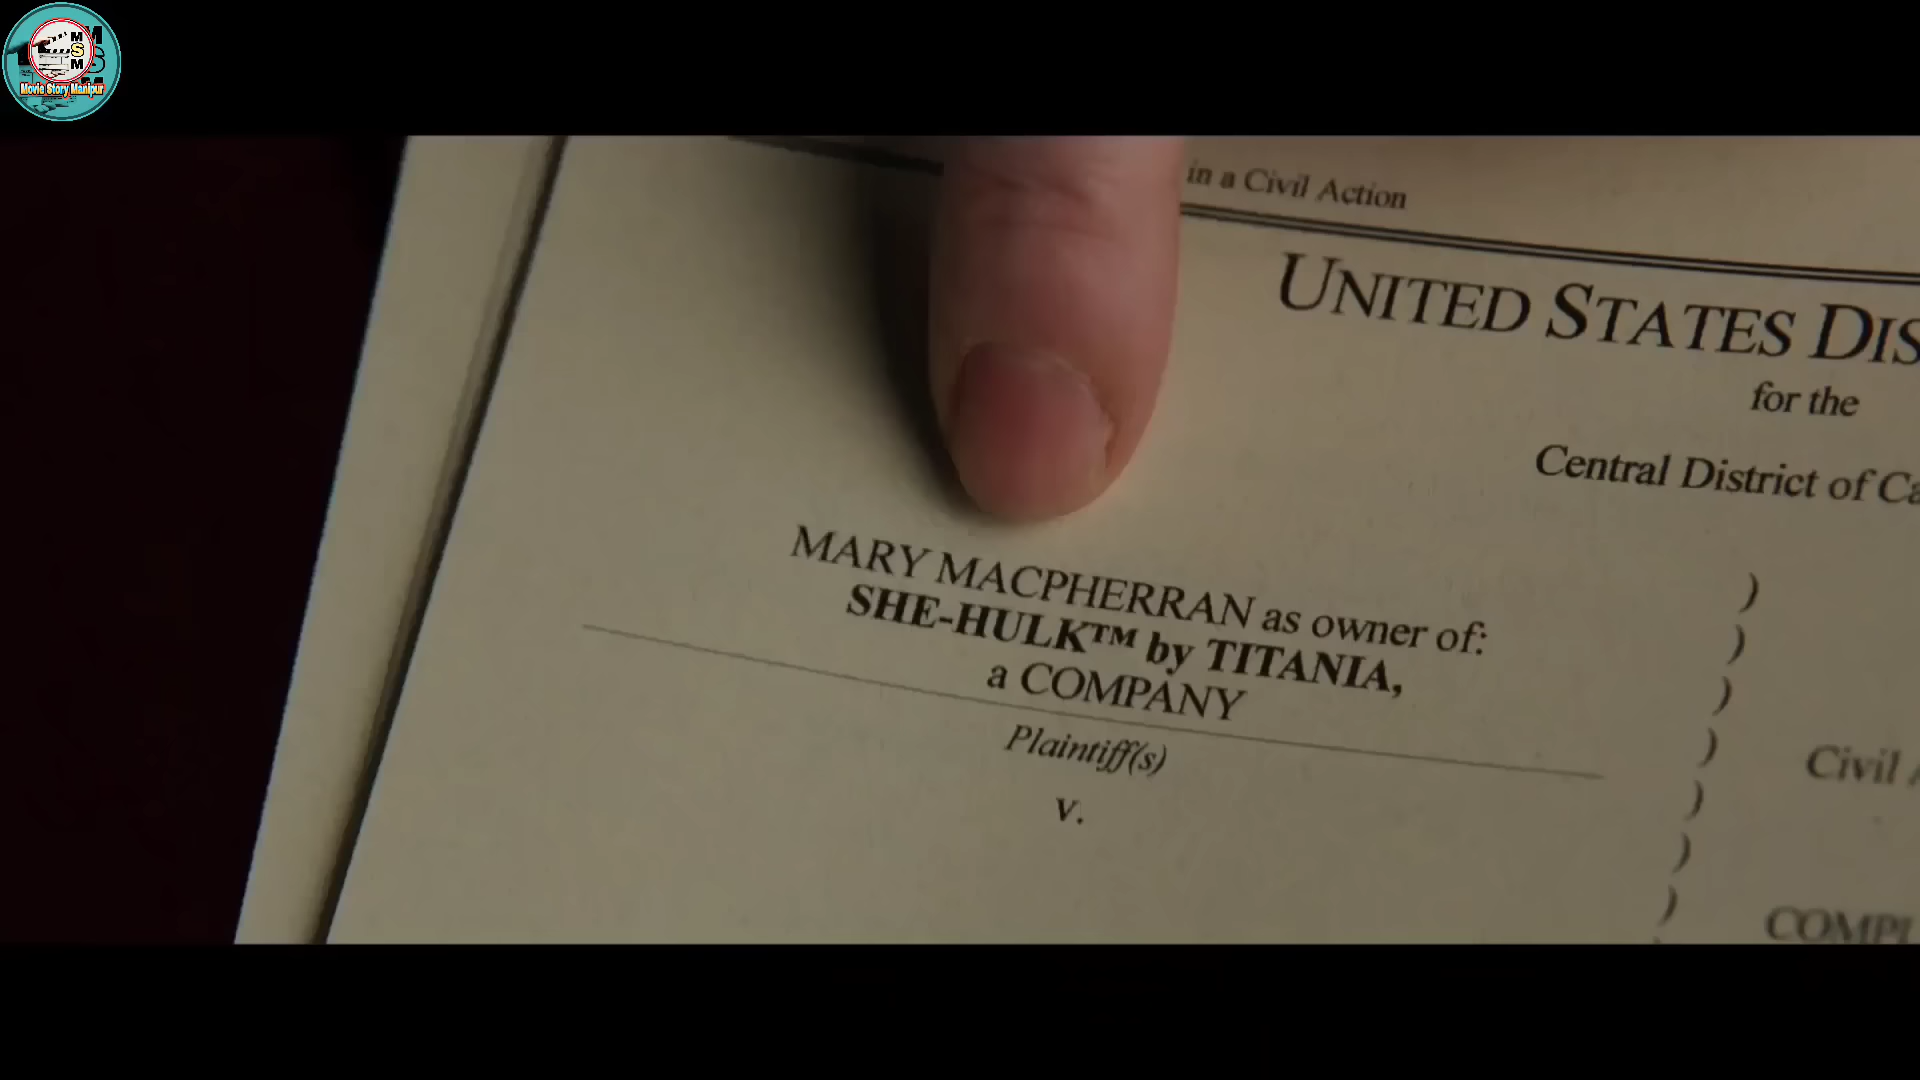 M
S
M
Movie Story Manipur
in a Civil Action
UNITED STATES DIS
for the
Central District of Ca
MARY MACPHERRAN as owner of:
SHE-HULK™ by TITANIA,
a COMPANY
Plaintiff(s)
v.
)
)
)
)
)
)
)
Civil A
COMPL